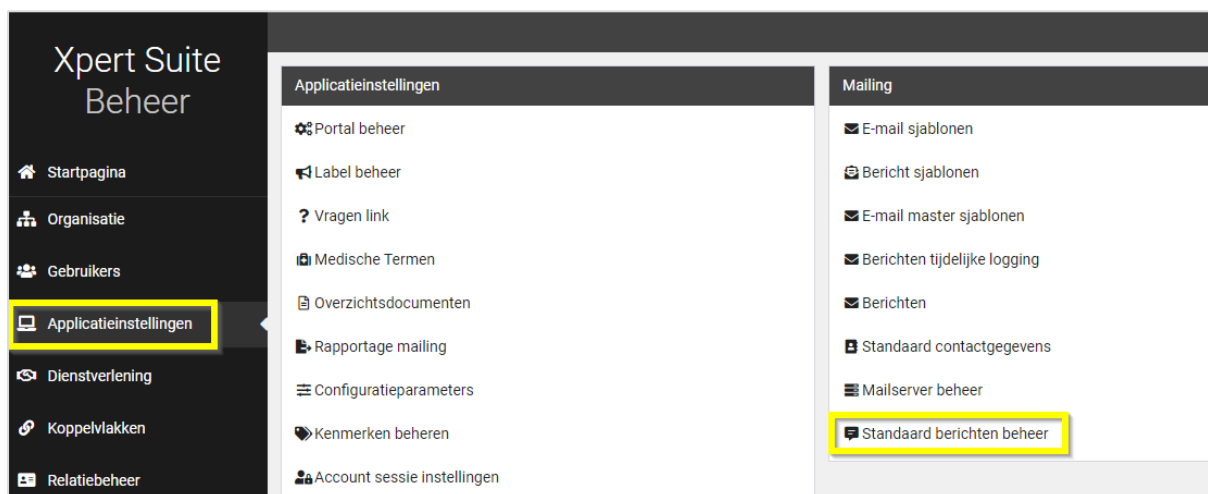 Xpert Suite
Beheer
Startpagina
Organisatie
Gebruikers
Applicatieinstellingen
Dienstverlening
Koppelvlakken
Relatiebeheer
Applicatieinstellingen
Portal beheer
Label beheer
Vragen link
Medische Termen
Overzichtsdocumenten
Rapportage mailing
Configuratieparameters
Kenmerken beheren
Account sessie instellingen
Mailing
E-mail sjablonen
Bericht sjablonen
E-mail master sjablonen
Berichten tijdelijke logging
Berichten
Standaard contactgegevens
Mailserver beheer
Standaard berichten beheer